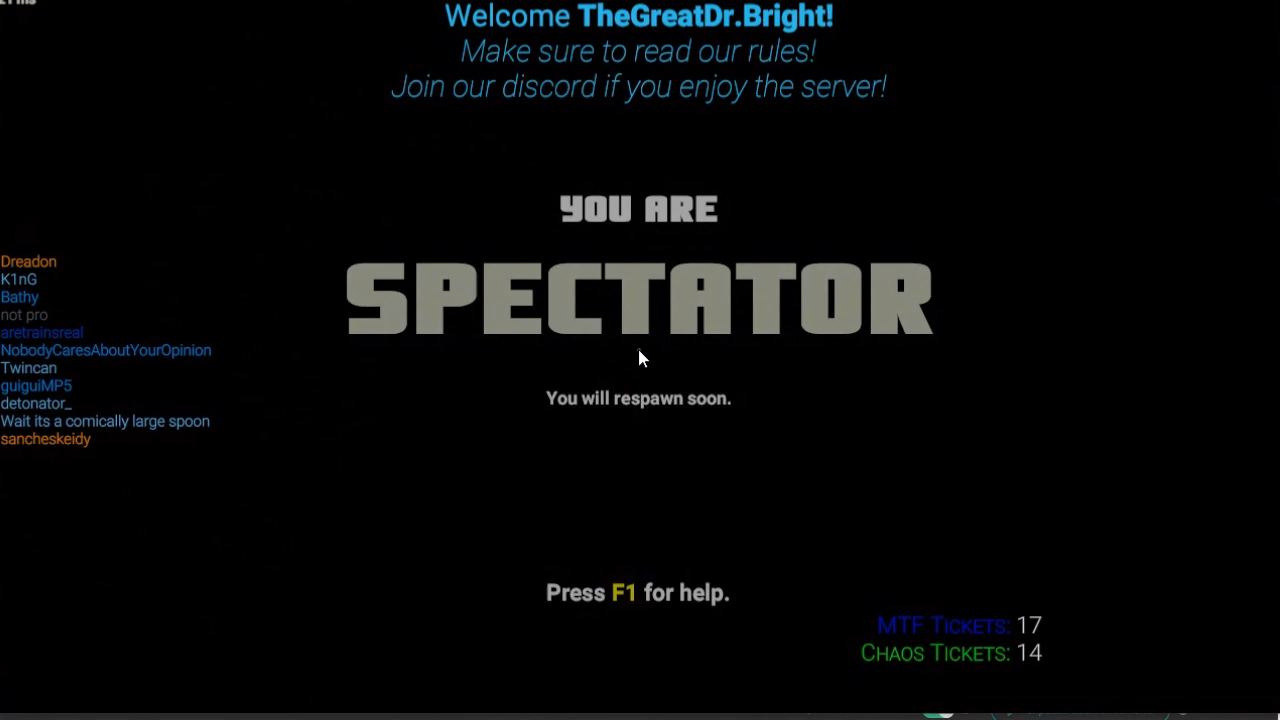 Welcome TheGreatDr.Bright!
Make sure to read our rules!
Join our discord if you enjoy the server!
YOU ARE
SPECTATOR
You will respawn soon.
Dreadon
K1nG
Bathy
not pro
aretrainsreal
NobodyCaresAboutYourOpinion
Twincan
guiguiMP5
detonator_
Wait its a comically large spoon
sancheskeidy
Press F1 for help.
MTF TICKETS: 17
CHAOS TICKETS: 14